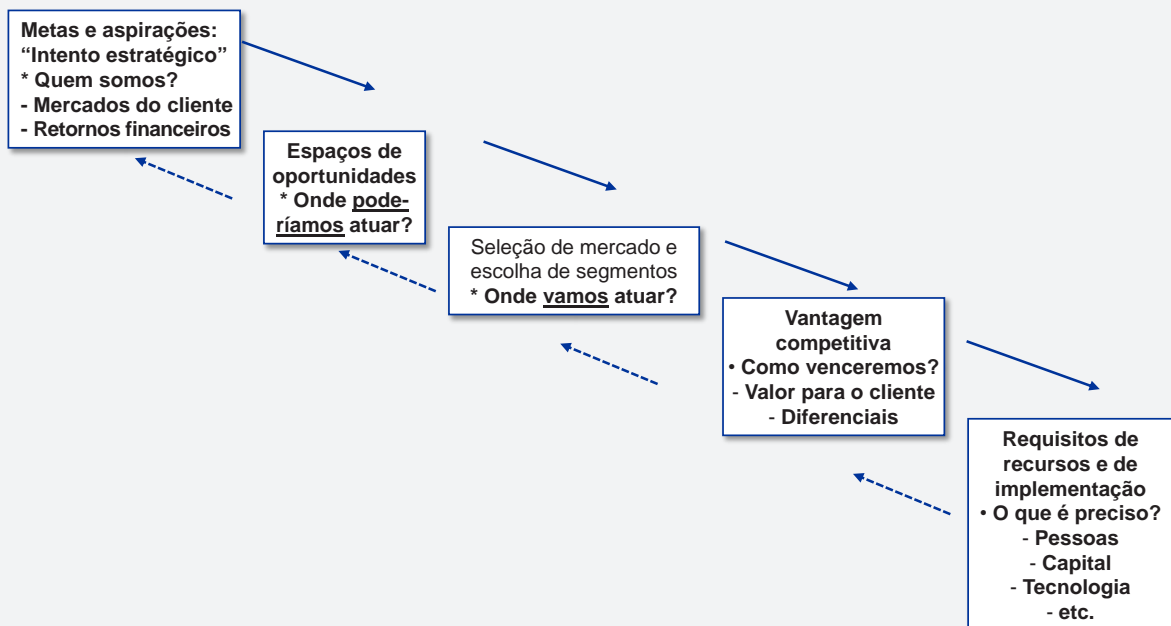 Metas e aspirações:
“Intento estratégico”
* Quem somos?
- Mercados do cliente
- Retornos financeiros
Espaços de
oportunidades
* Onde pode-
ríamos atuar?
Seleção de mercado e
escolha de segmentos
* Onde vamos atuar?
Vantagem
competitiva
• Como venceremos?
- Valor para o cliente
- Diferenciais
Requisitos de
recursos e de
implementação
• O que é preciso?
- Pessoas
- Capital
- Tecnologia
- etc.